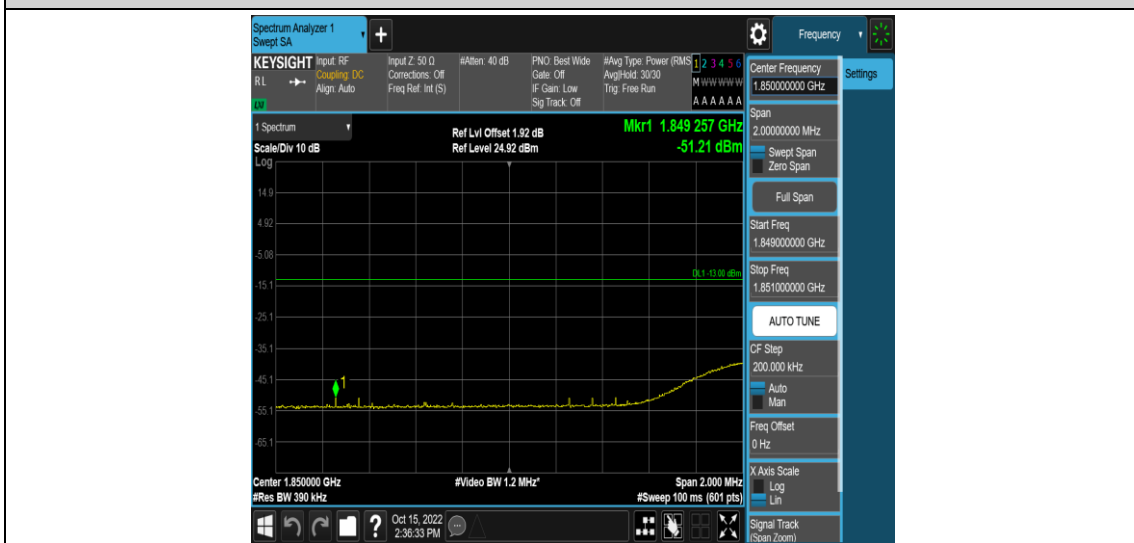 Spectrum Analyzer 1
Swept SA
+
Frequency
KEYSIGHT
RL
LXI
Input: RF
Coupling: DC
Align: Auto
Input Z: 50 Ω
Corrections: Off
Freq Ref: Int (S)
#Atten: 40 dB
PNO: Best Wide
Gate: Off
IF Gain: Low
Sig Track: Off
#Avg Type: Power (RMS
Avg|Hold: 30/30
Trig: Free Run
1 2 3 4 5 6
M W W W W W
A A A A A A
Center Frequency
1.850000000 GHz
Settings
Span
2.00000000 MHz
Swept Span
Zero Span
Full Span
Start Freq
1.849000000 GHz
Stop Freq
1.851000000 GHz
AUTO TUNE
CF Step
200.000 kHz
Auto
Man
Freq Offset
0 Hz
X Axis Scale
Log
Lin
Signal Track
(Span Zoom)
1 Spectrum
Scale/Div 10 dB
Log
Ref Lvl Offset 1.92 dB
Ref Level 24.92 dBm
Mkr1 1.849 257 GHz
-51.21 dBm
14.9
4.92
-5.08
DL1 -13.00 dBm
-15.1
-25.1
-35.1
-45.1
1
-55.1
-65.1
Center 1.850000 GHz
#Video BW 1.2 MHz*
Span 2.000 MHz
#Res BW 390 kHz
#Sweep 100 ms (601 pts)
?
Oct 15, 2022
2:36:33 PM